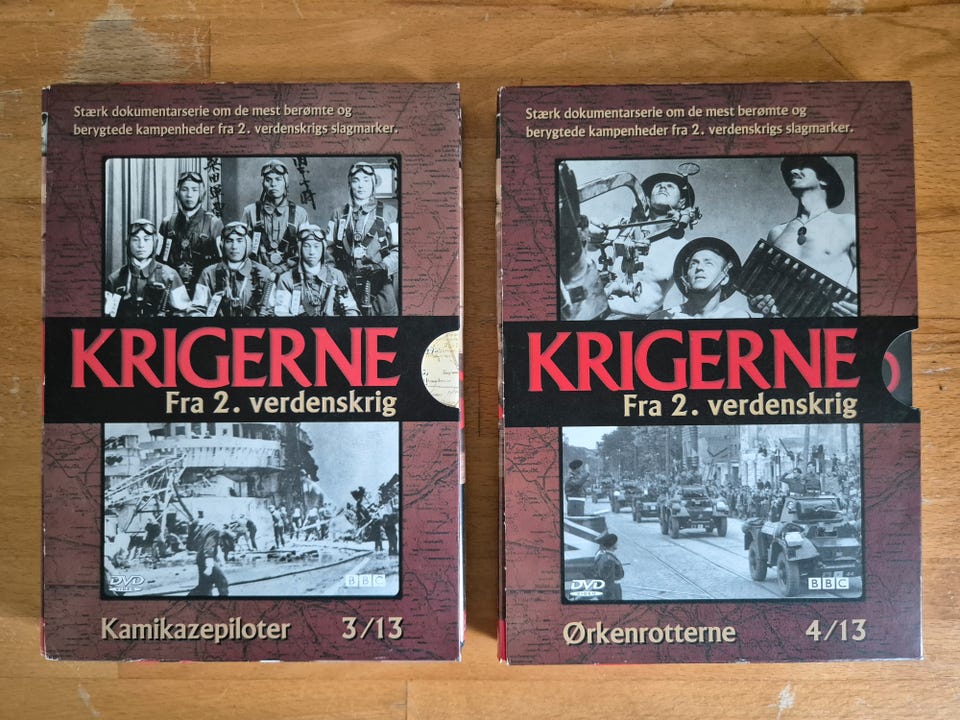 Stærk dokumentarserie om de mest berømte og
berygtede kampenheder fra 2. verdenskrigs slagmarker.
KRIGERNE
Fra 2. verdenskrig
DVD
VIDEO
BBC
Kamikazepiloter 3/13
Stærk dokumentarserie om de mest berømte og
berygtede kampenheder fra 2. verdenskrigs slagmarker.
KRIGERNE
Fra 2. verdenskrig
DVD
VIDEO
BBC
Ørkenrotterne 4/13